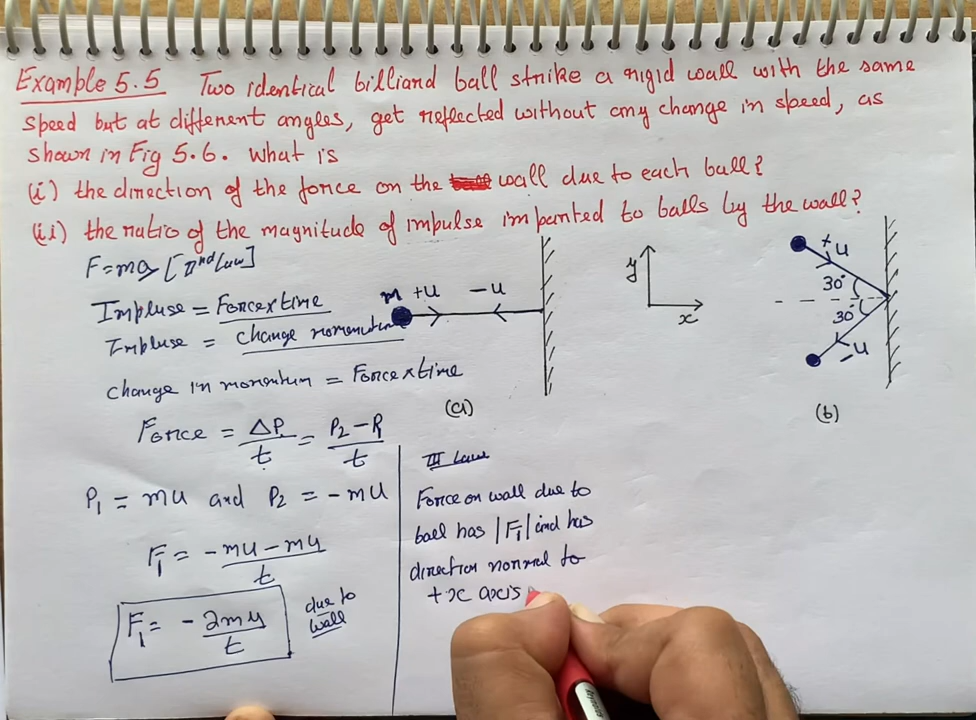 Example 5.5 Two identical billiard ball strike a rigid wall with the same
speed but at different angles, get reflected without any change in speed, as
shown in Fig 5.6. What is
(i) the direction of the force on the wall due to each ball?
(ii) the ratio of the magnitude of impulse imparted to balls by the wall?
F=ma [IInd Law]
Impluse = Force×time
Impluse = change momentum
change in momentum = Force×time
Force = ΔP/t = P2-P1/t
P1 = mu and P2 = -mu
F1 = -mu-mu/t
F1 = -2mu/t due to
wall
m +u -u
(a)
y
x
+u
30°
30°
-u
(b)
III Law
Force on wall due to
ball has |F1| and has
direction normal to
+x axis